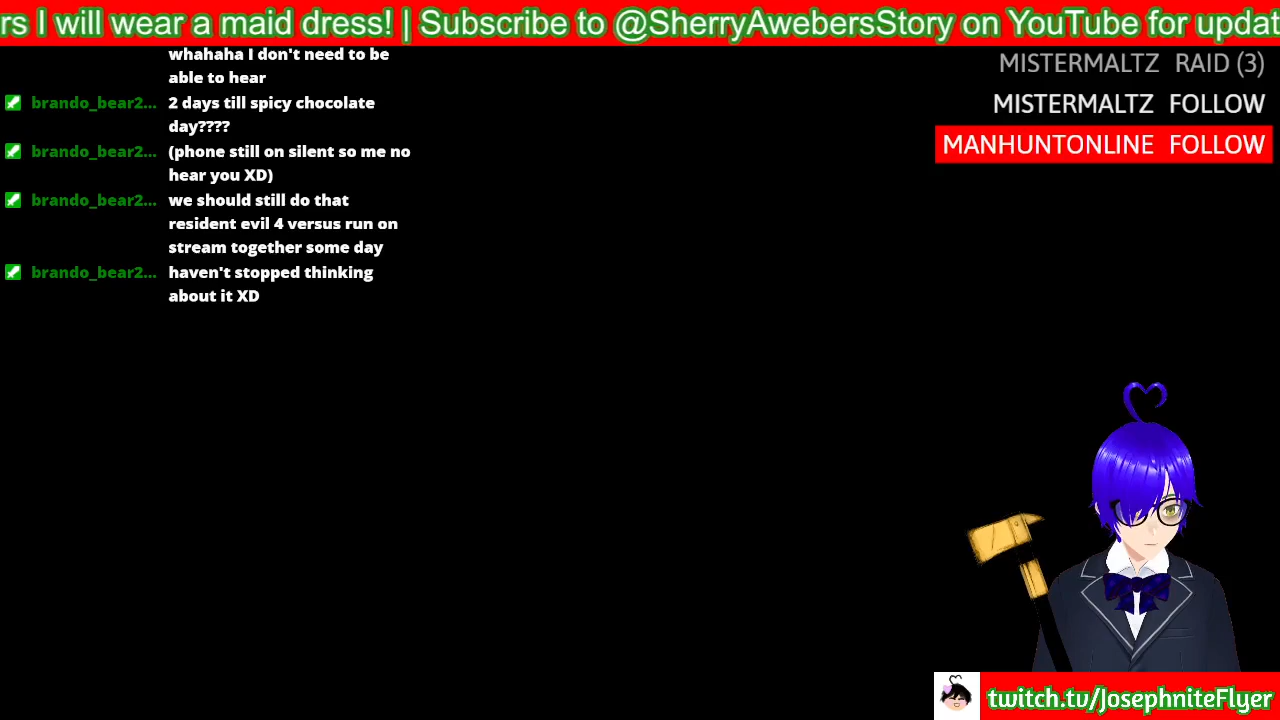 rs I will wear a maid dress! | Subscribe to @SherryAwebersStory on YouTube for updat
whahaha I don't need to be
able to hear
brando_bear2... 2 days till spicy chocolate
day????
brando_bear2... (phone still on silent so me no
hear you XD)
brando_bear2... we should still do that
resident evil 4 versus run on
stream together some day
brando_bear2... haven't stopped thinking
about it XD
MISTERMALTZ RAID (3)
MISTERMALTZ FOLLOW
MANHUNTONLINE FOLLOW
twitch.tv/JosephniteFlyer